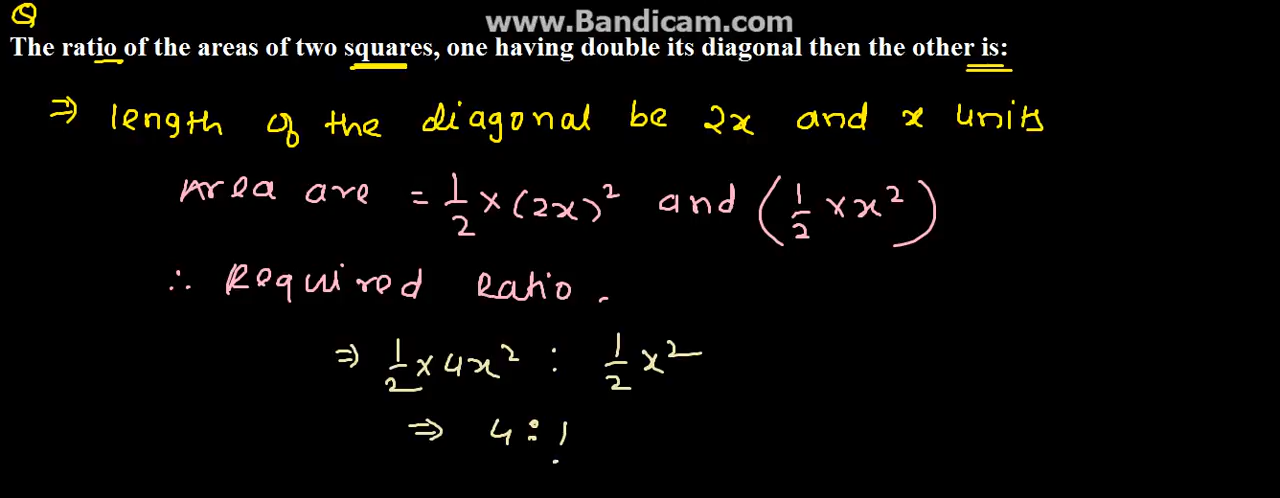 Q
www.Bandicam.com
The ratio of the areas of two squares, one having double its diagonal then the other is:
⇒ length of the diagonal be 2x and x units
Area are = 1/2 × (2x)² and (1/2 × x²)
∴ Required Ratio .
⇒ 1/2 × 4x² : 1/2 x²
⇒ 4 : 1